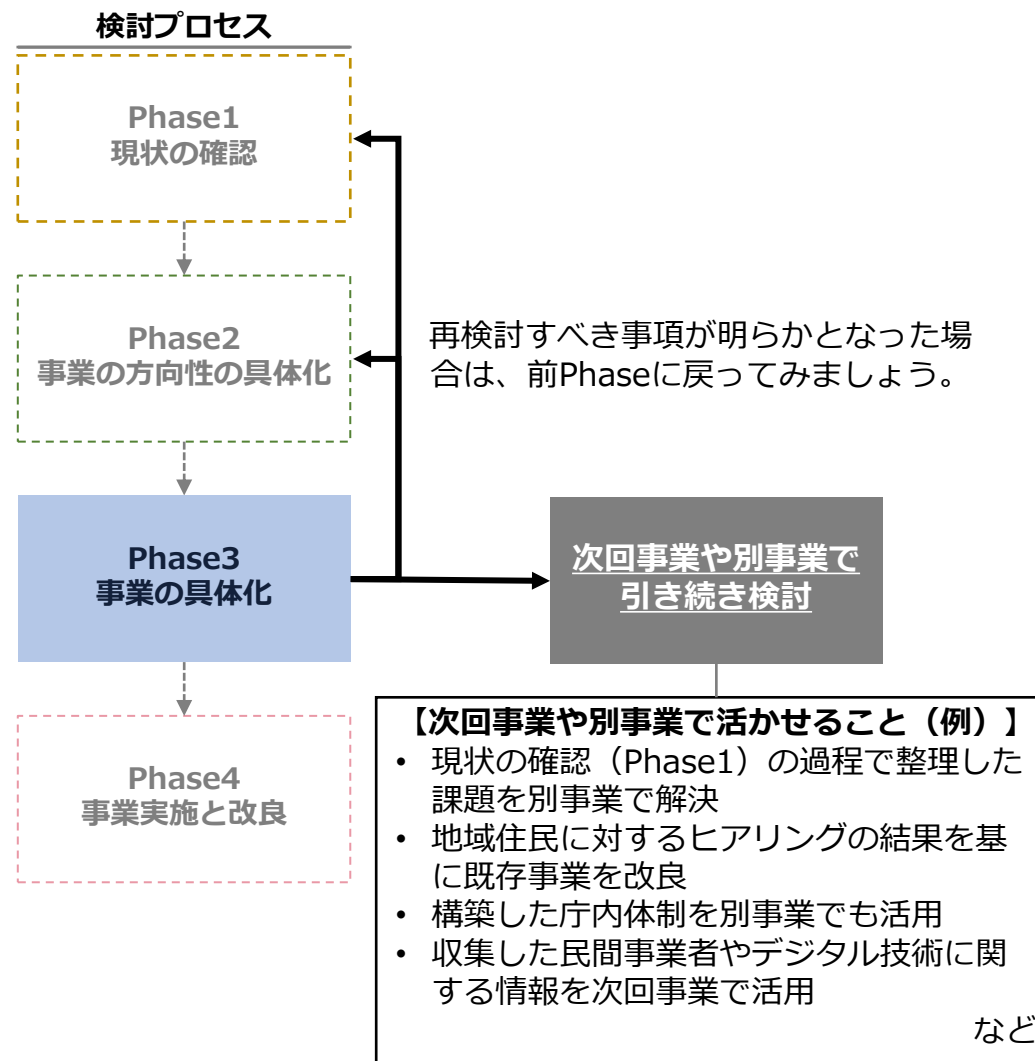 検討プロセス
Phase1
現状の確認
Phase2
事業の方向性の具体化
再検討すべき事項が明らかとなった場
合は、前Phaseに戻ってみましょう。
Phase3
事業の具体化
次回事業や別事業で
引き続き検討
Phase4
事業実施と改良
【次回事業や別事業で活かせること（例）】
• 現状の確認（Phase1）の過程で整理した
課題を別事業で解決
• 地域住民に対するヒアリングの結果を基
に既存事業を改良
• 構築した庁内体制を別事業でも活用
• 収集した民間事業者やデジタル技術に関
する情報を次回事業で活用
など